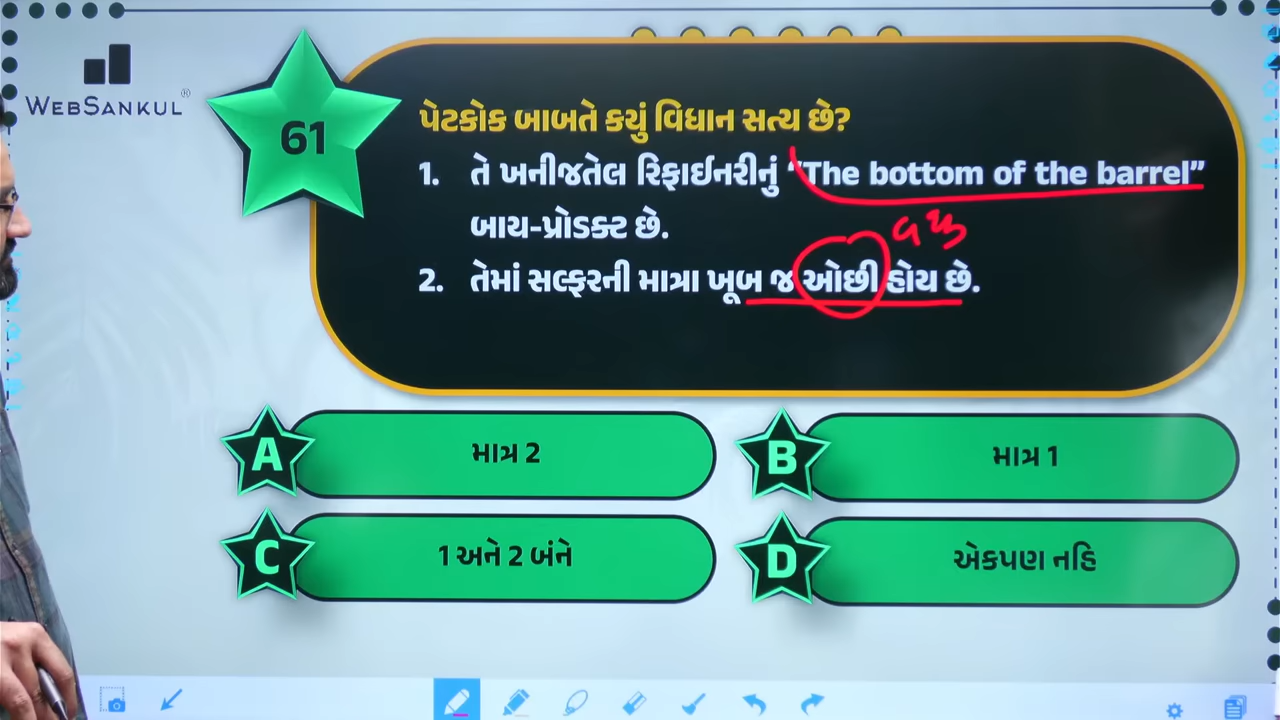 WEBSANKUL®
61
પેટકોક બાબતે કયું વિધાન સત્ય છે?
1. તે ખનીજતેલ રિફાઈનરીનું “The bottom of the barrel”
બાય-પ્રોડક્ટ છે.
વધુ
2. તેમાં સલ્ફરની માત્રા ખૂબ જ ઓછી હોય છે.
A માત્ર 2
B માત્ર 1
C 1 અને 2 બંને
D એકપણ નહિ